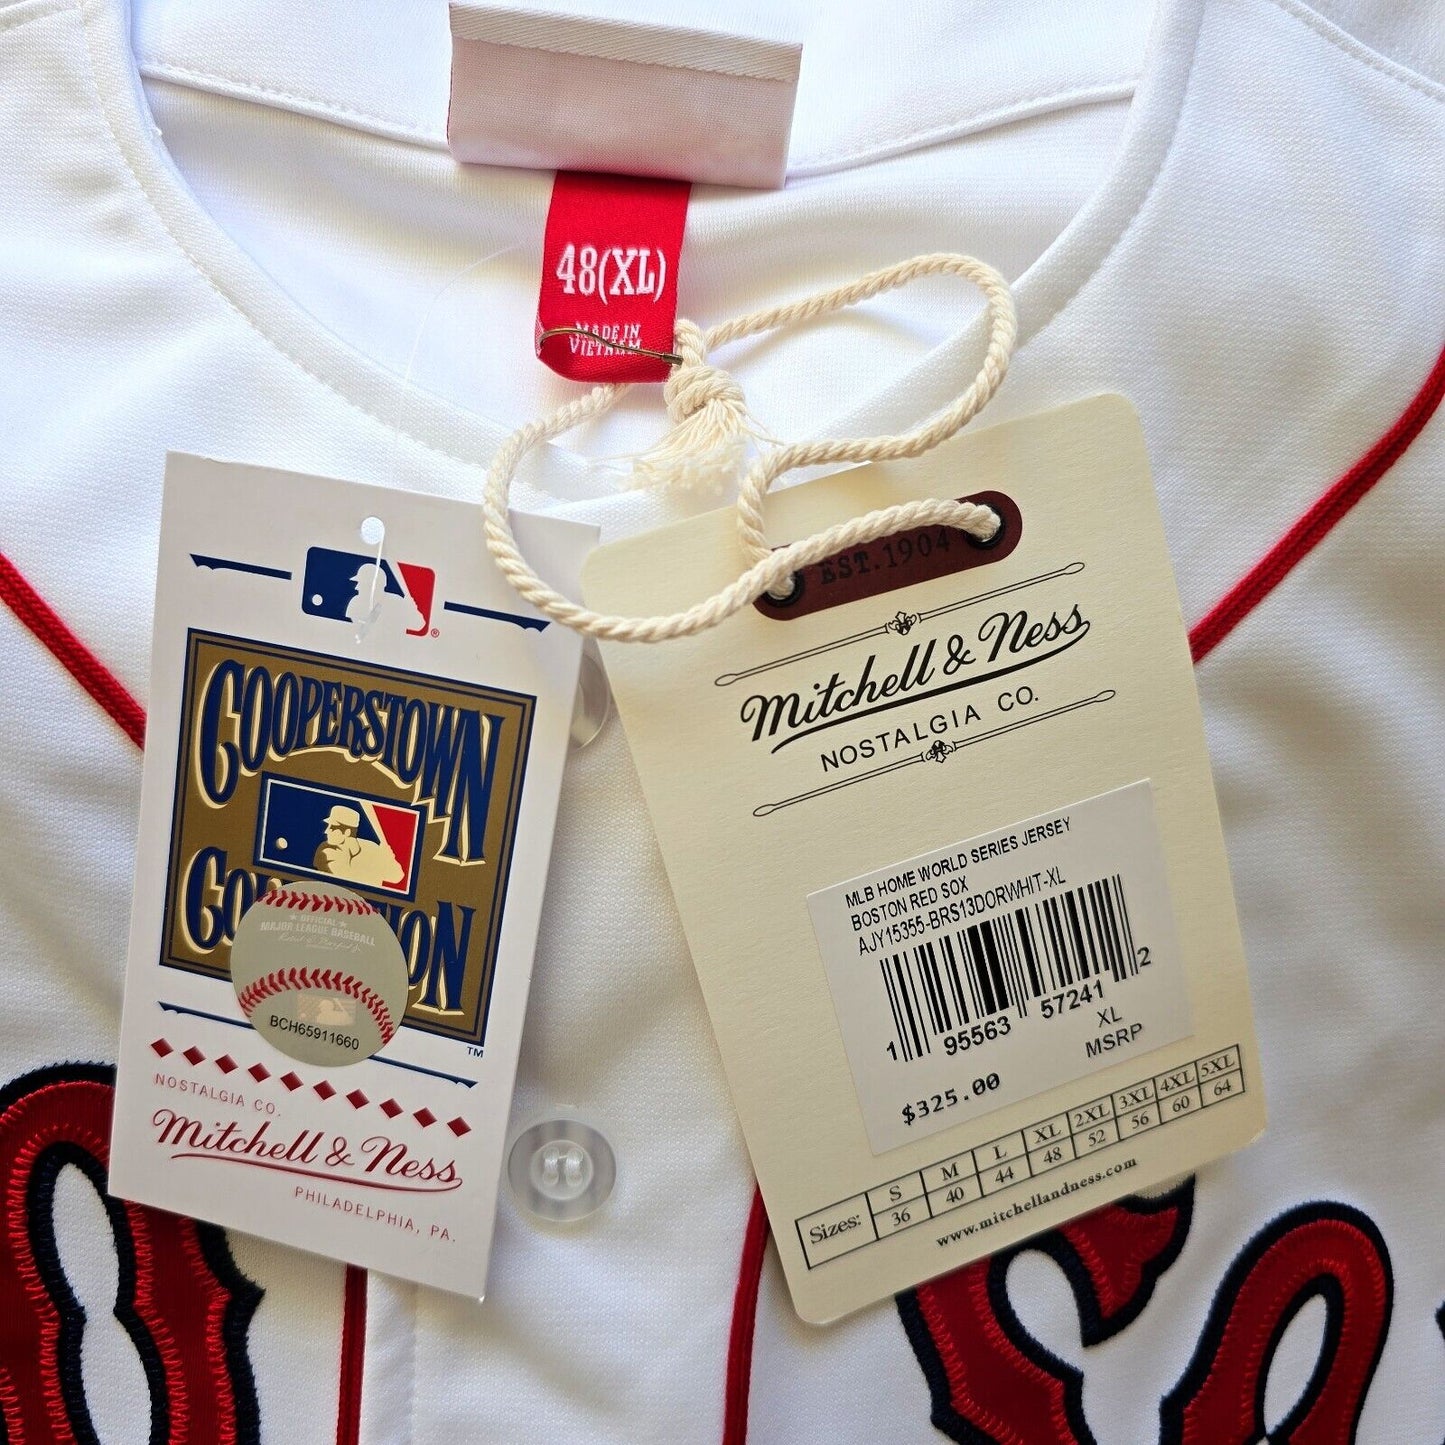 48(XL)
MADE IN
VIETNAM
COOPERSTOWN
COLLECTION
TM
★ OFFICIAL ★
MAJOR LEAGUE BASEBALL
BCH65911660
NOSTALGIA CO.
Mitchell & Ness
PHILADELPHIA, PA.
EST.1904
Mitchell & Ness
NOSTALGIA CO.
MLB HOME WORLD SERIES JERSEY
BOSTON RED SOX
AJY15355-BRS13DORWHIT-XL
1 95563 57241 2
XL
MSRP
$325.00
Sizes: S M L XL 2XL 3XL 4XL 5XL
36 40 44 48 52 56 60 64
www.mitchellandness.com